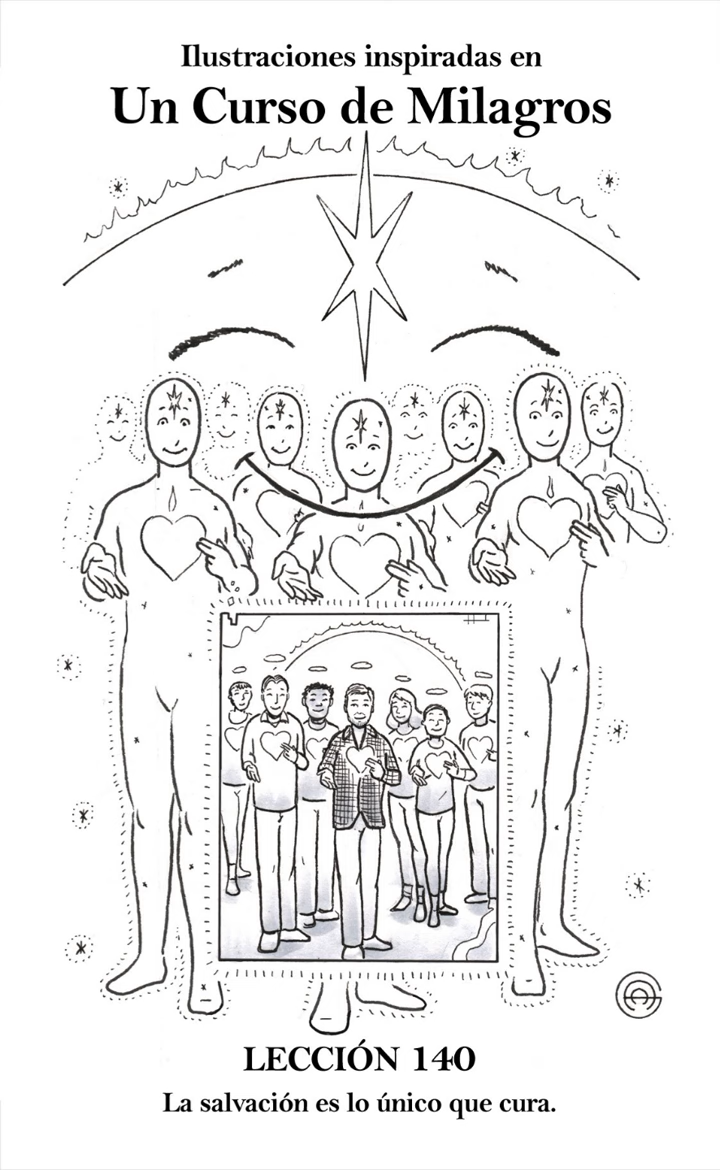 Ilustraciones inspiradas en
Un Curso de Milagros
LECCIÓN 140
La salvación es lo único que cura.